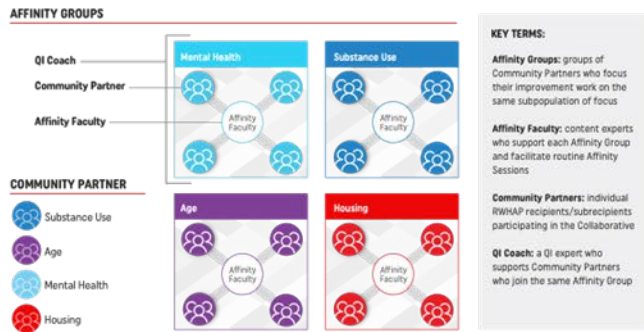 AFFINITY GROUPS
QI Coach
Community Partner
Affinity Faculty
Mental Health
Affinity
Faculty
Substance Use
Affinity
Faculty
Age
Affinity
Faculty
Housing
Affinity
Faculty
COMMUNITY PARTNER
Substance Use
Age
Mental Health
Housing
KEY TERMS:
Affinity Groups: groups of
Community Partners who focus
their improvement work on the
same subpopulation of focus
Affinity Faculty: content experts
who support each Affinity Group
and facilitate routine Affinity
Sessions
Community Partners: individual
RWHAP recipients/subrecipients
participating in the Collaborative
QI Coach: a QI expert who
supports Community Partners
who join the same Affinity Group